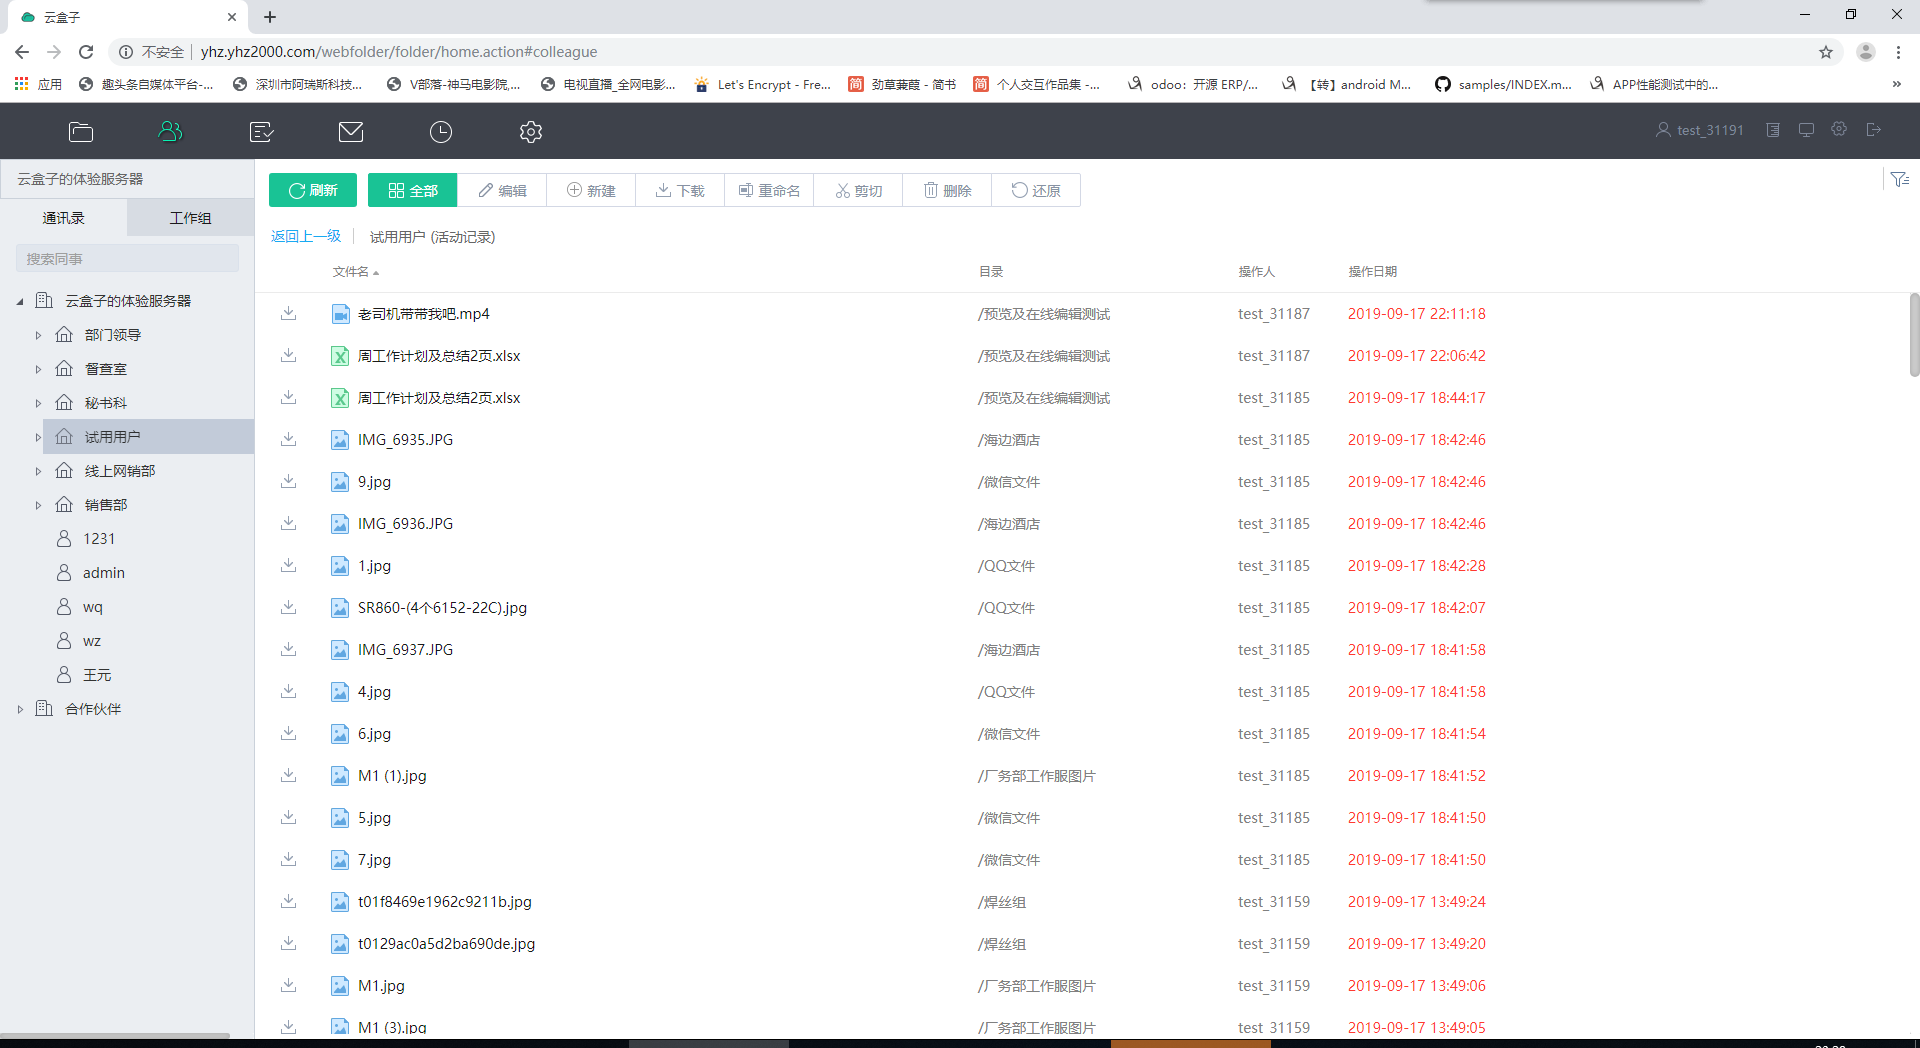 云盒子
不安全 yhz.yhz2000.com/webfolder/folder/home.action#colleague
应用 趣头条自媒体平台-... 深圳市阿瑞斯科技... V部落-神马电影院,... 电视直播_全网电影... Let's Encrypt - Fre... 劲草蒹葭 - 简书 个人交互作品集 -... odoo：开源 ERP/... 【转】android M... samples/INDEX.m... APP性能测试中的...
test_31191
云盒子的体验服务器
通讯录 工作组
搜索同事
云盒子的体验服务器
部门领导
督查室
秘书科
试用用户
线上网销部
销售部
1231
admin
wq
wz
王元
合作伙伴
刷新 全部 编辑 新建 下载 重命名 剪切 删除 还原
返回上一级 试用用户 (活动记录)
文件名 目录 操作人 操作日期
老司机带带我吧.mp4 /预览及在线编辑测试 test_31187 2019-09-17 22:11:18
周工作计划及总结2页.xlsx /预览及在线编辑测试 test_31187 2019-09-17 22:06:42
周工作计划及总结2页.xlsx /预览及在线编辑测试 test_31185 2019-09-17 18:44:17
IMG_6935.JPG /海边酒店 test_31185 2019-09-17 18:42:46
9.jpg /微信文件 test_31185 2019-09-17 18:42:46
IMG_6936.JPG /海边酒店 test_31185 2019-09-17 18:42:46
1.jpg /QQ文件 test_31185 2019-09-17 18:42:28
SR860-(4个6152-22C).jpg /QQ文件 test_31185 2019-09-17 18:42:07
IMG_6937.JPG /海边酒店 test_31185 2019-09-17 18:41:58
4.jpg /QQ文件 test_31185 2019-09-17 18:41:58
6.jpg /微信文件 test_31185 2019-09-17 18:41:54
M1 (1).jpg /厂务部工作服图片 test_31185 2019-09-17 18:41:52
5.jpg /微信文件 test_31185 2019-09-17 18:41:50
7.jpg /微信文件 test_31185 2019-09-17 18:41:50
t01f8469e1962c9211b.jpg /焊丝组 test_31159 2019-09-17 13:49:24
t0129ac0a5d2ba690de.jpg /焊丝组 test_31159 2019-09-17 13:49:20
M1.jpg /厂务部工作服图片 test_31159 2019-09-17 13:49:06
M1 (3).jpg /厂务部工作服图片 test_31159 2019-09-17 13:49:05